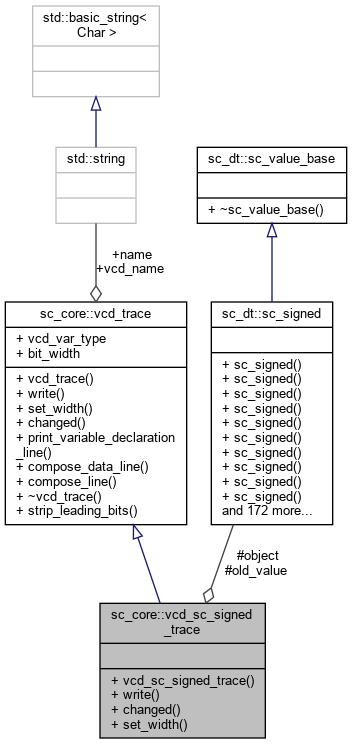 std::basic_string<
Char >
std::string
sc_dt::sc_value_base
+ ~sc_value_base()
+name
+vcd_name
sc_core::vcd_trace
+ vcd_var_type
+ bit_width
+ vcd_trace()
+ write()
+ set_width()
+ changed()
+ print_variable_declaration
_line()
+ compose_data_line()
+ compose_line()
+ ~vcd_trace()
+ strip_leading_bits()
sc_dt::sc_signed
+ sc_signed()
+ sc_signed()
+ sc_signed()
+ sc_signed()
+ sc_signed()
+ sc_signed()
+ sc_signed()
+ sc_signed()
+ sc_signed()
+ sc_signed()
and 172 more...
#object
#old_value
sc_core::vcd_sc_signed
_trace
+ vcd_sc_signed_trace()
+ write()
+ changed()
+ set_width()